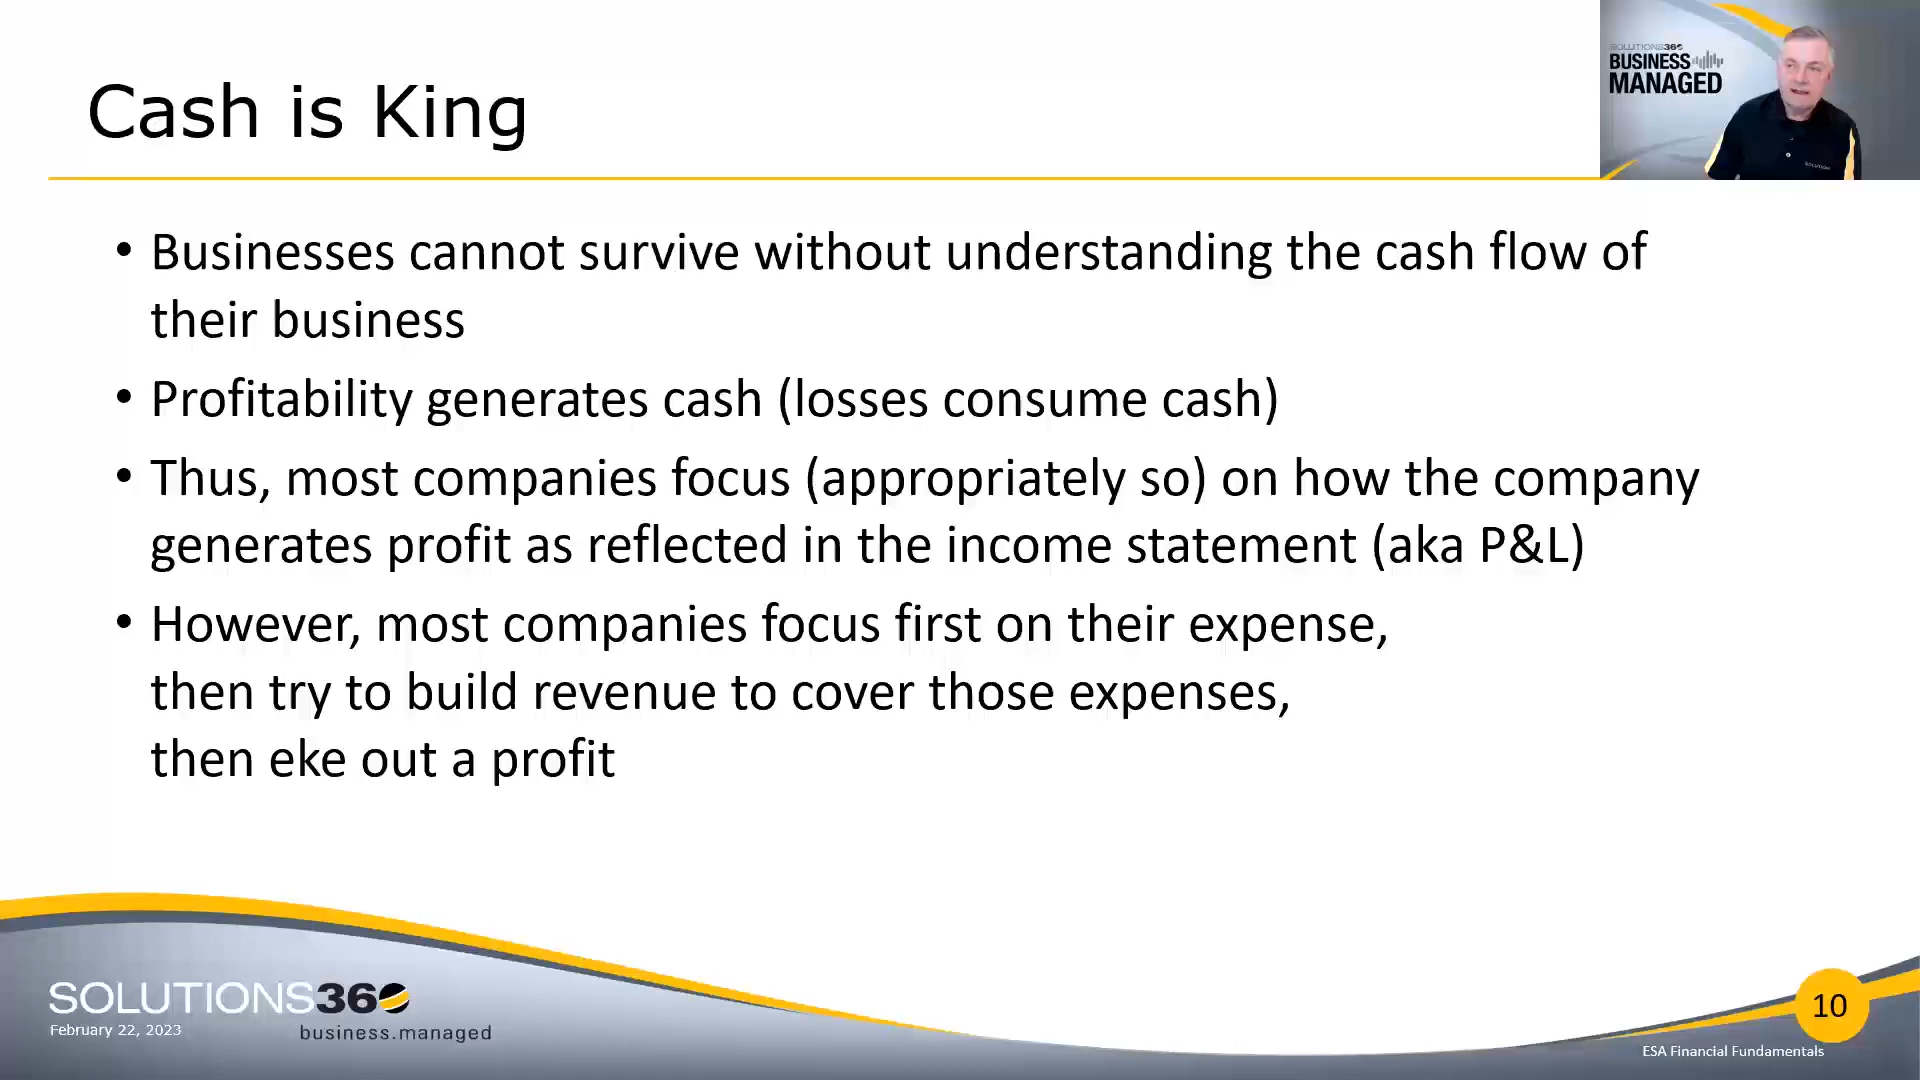 Cash is King
SOLUTIONS360
BUSINESS
MANAGED
• Businesses cannot survive without understanding the cash flow of
their business
• Profitability generates cash (losses consume cash)
• Thus, most companies focus (appropriately so) on how the company
generates profit as reflected in the income statement (aka P&L)
• However, most companies focus first on their expense,
then try to build revenue to cover those expenses,
then eke out a profit
SOLUTIONS360
February 22, 2023
business.managed
10
ESA Financial Fundamentals